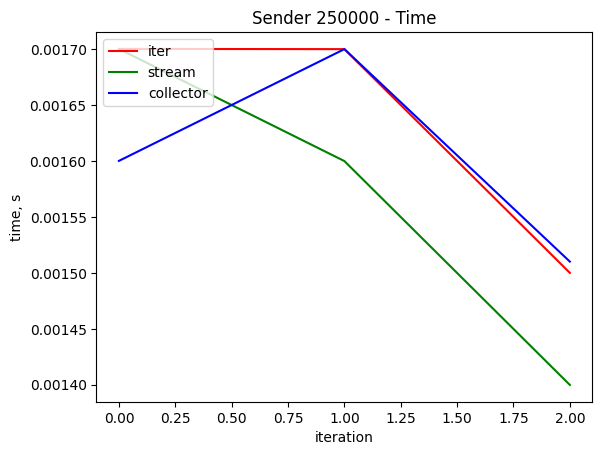 Sender 250000 - Time
iter
stream
collector
0.00170
0.00165
0.00160
0.00155
0.00150
0.00145
0.00140
time, s
0.00 0.25 0.50 0.75 1.00 1.25 1.50 1.75 2.00
iteration